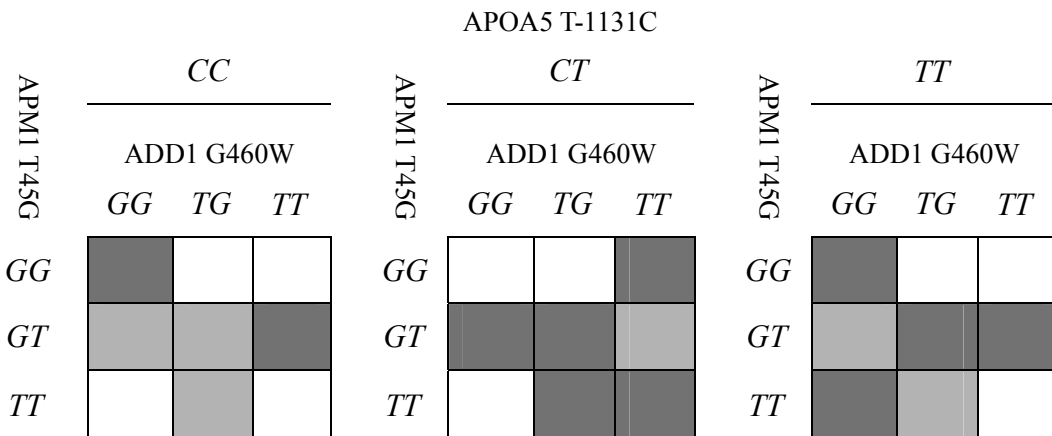 APOA5 T-1131C
CC CT TT
APM1 T45G APM1 T45G APM1 T45G
ADD1 G460W ADD1 G460W ADD1 G460W
GG TG TT GG TG TT GG TG TT
GG GG GG
GT GT GT
TT TT TT